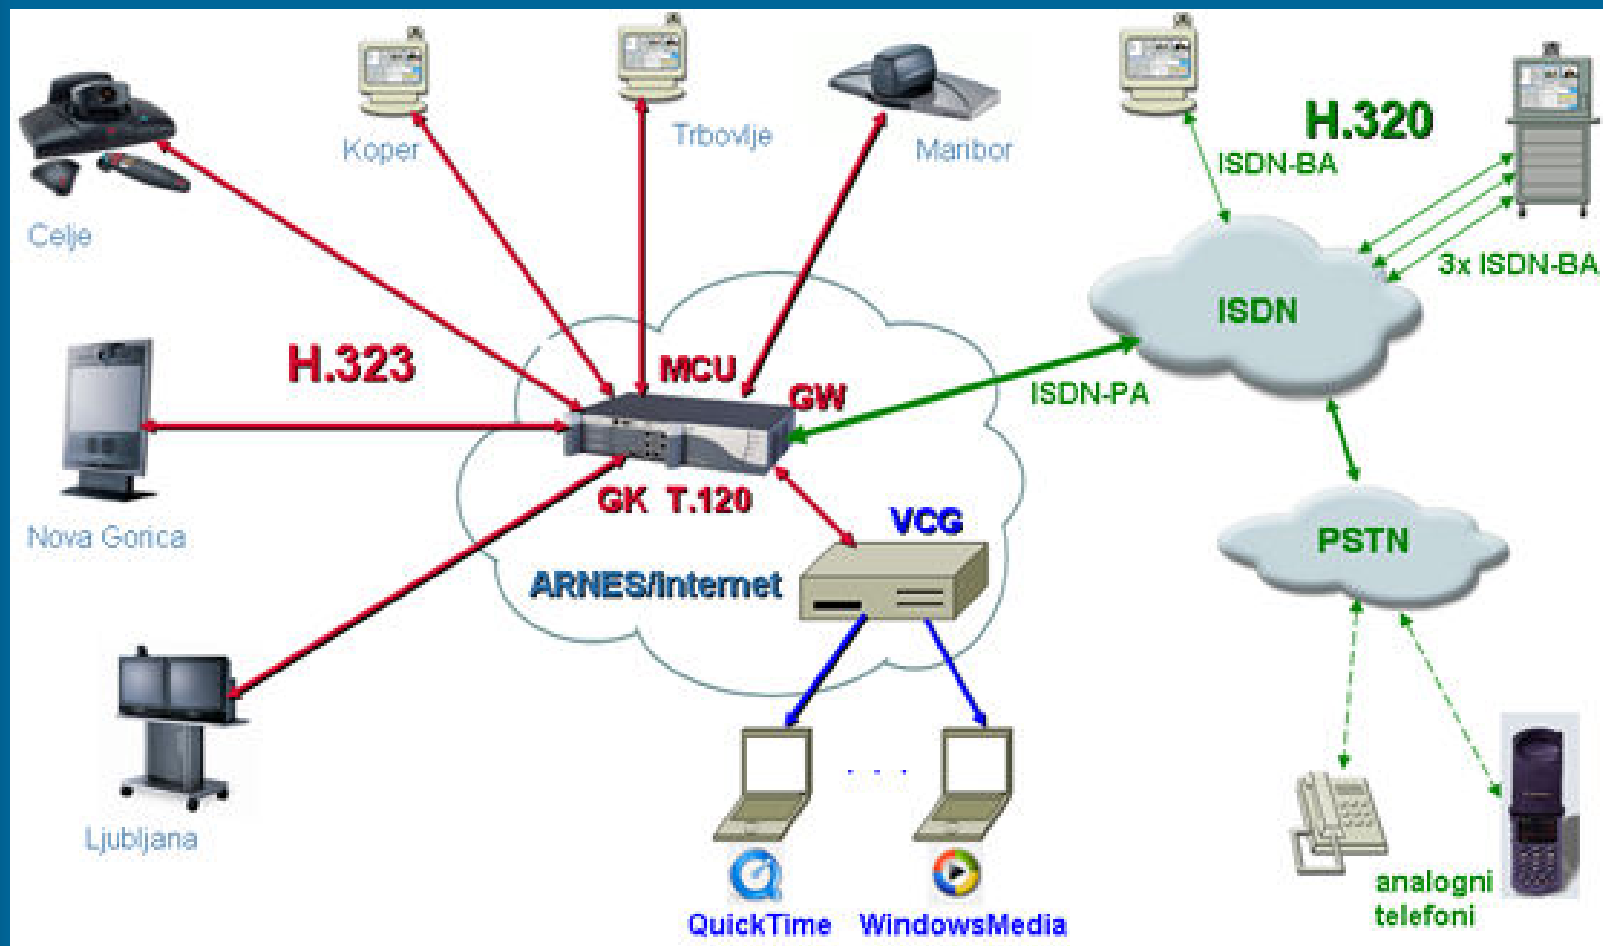 Koper
Trbovlje
Maribor
H.320
ISDN-BA
Celje
3x ISDN-BA
ISDN
H.323
MCU
GW
ISDN-PA
GK T.120
VCG
Nova Gorica
PSTN
ARNES/Internet
Ljubljana
. . .
analogni
telefoni
QuickTime
WindowsMedia